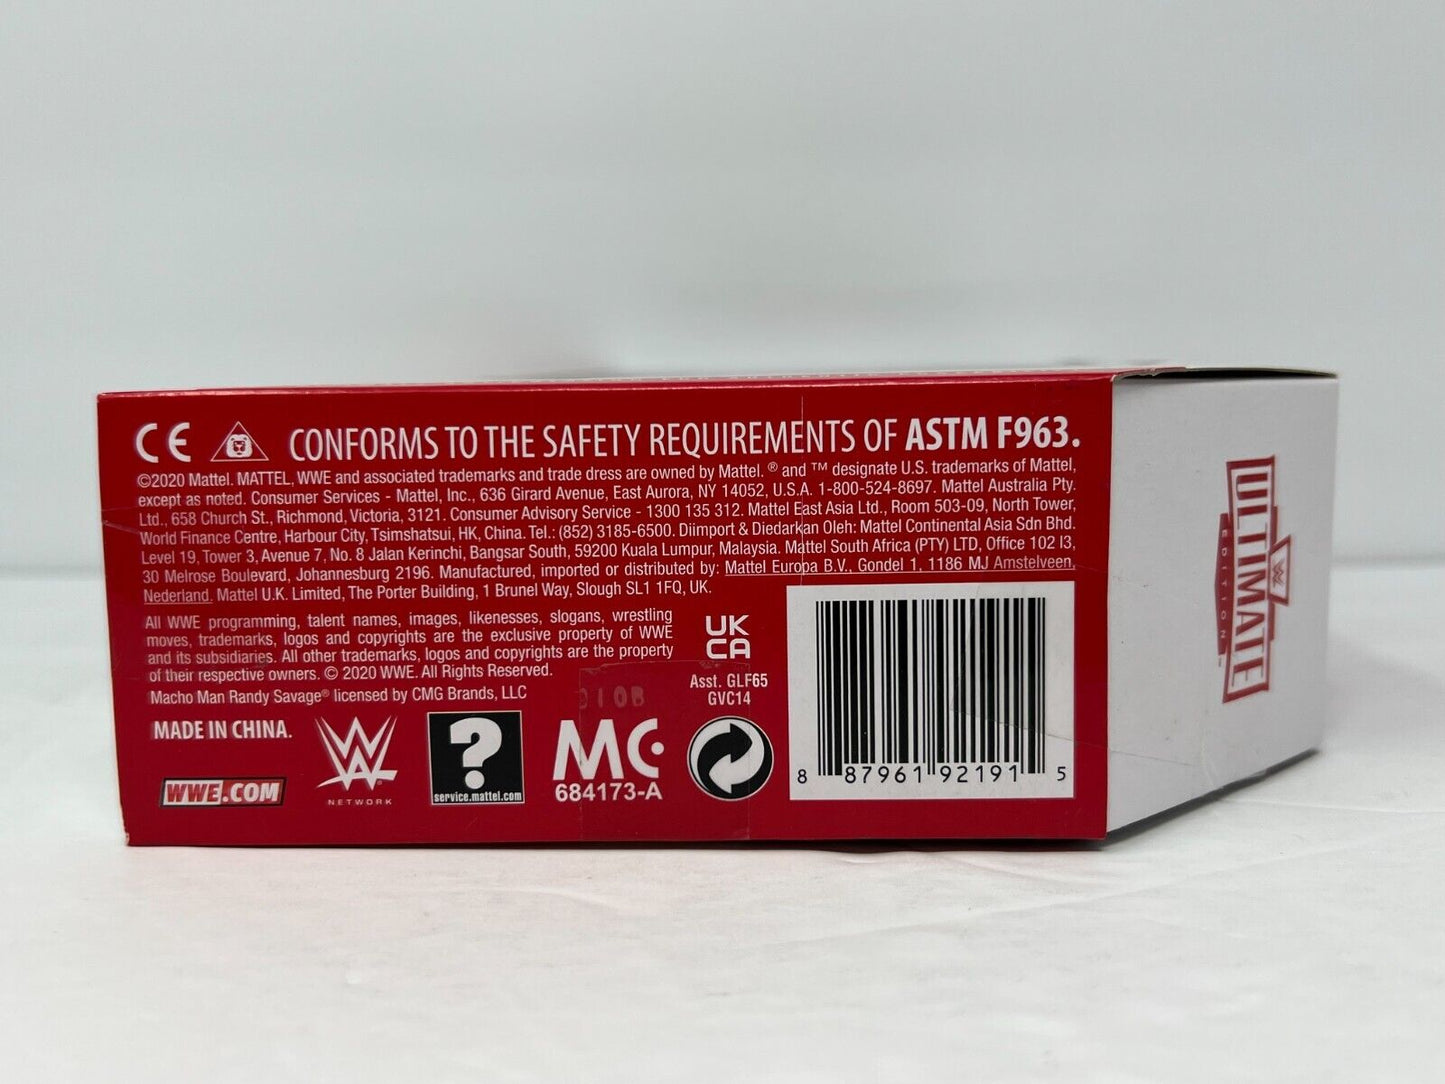 CE CONFORMS TO THE SAFETY REQUIREMENTS OF ASTM F963.
©2020 Mattel. MATTEL, WWE and associated trademarks and trade dress are owned by Mattel. ® and ™ designate U.S. trademarks of Mattel,
except as noted. Consumer Services - Mattel, Inc., 636 Girard Avenue, East Aurora, NY 14052, U.S.A. 1-800-524-8697. Mattel Australia Pty.
Ltd., 658 Church St., Richmond, Victoria, 3121. Consumer Advisory Service - 1300 135 312. Mattel East Asia Ltd., Room 503-09, North Tower,
World Finance Centre, Harbour City, Tsimshatsui, HK, China. Tel.: (852) 3185-6500. Diimport & Diedarkan Oleh: Mattel Continental Asia Sdn Bhd.
Level 19, Tower 3, Avenue 7, No. 8 Jalan Kerinchi, Bangsar South, 59200 Kuala Lumpur, Malaysia. Mattel South Africa (PTY) LTD, Office 102 I3,
30 Melrose Boulevard, Johannesburg 2196. Manufactured, imported or distributed by: Mattel Europa B.V., Gondel 1, 1186 MJ Amstelveen,
Nederland. Mattel U.K. Limited, The Porter Building, 1 Brunel Way, Slough SL1 1FQ, UK.
All WWE programming, talent names, images, likenesses, slogans, wrestling
moves, trademarks, logos and copyrights are the exclusive property of WWE
and its subsidiaries. All other trademarks, logos and copyrights are the property
of their respective owners. © 2020 WWE. All Rights Reserved.
Macho Man Randy Savage® licensed by CMG Brands, LLC
UK
CA
Asst. GLF65
GVC14
MADE IN CHINA.
WWE.COM
W
NETWORK
?
service.mattel.com
MC
684173-A
8 87961 92191 5
ULTIMATE
EDITION